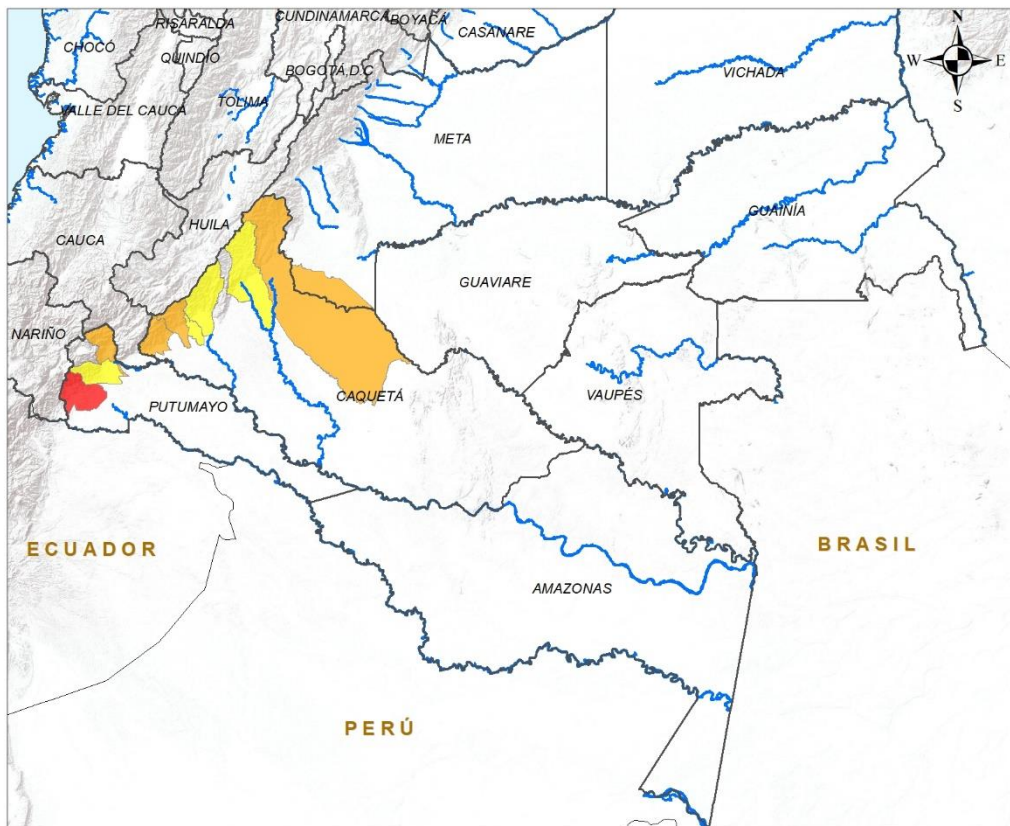 CUNDINAMARCA
BOYACÁ
RISARALDA
CASANARE
N
CHOCÓ
QUINDIO
BOGOTÁ,D.C
VICHADA
W
E
S
TOLIMA
VALLE DEL CAUCA
META
GUAINÍA
HUILA
CAUCA
GUAVIARE
NARIÑO
CAQUETÁ
VAUPÉS
PUTUMAYO
ECUADOR
BRASIL
AMAZONAS
PERÚ